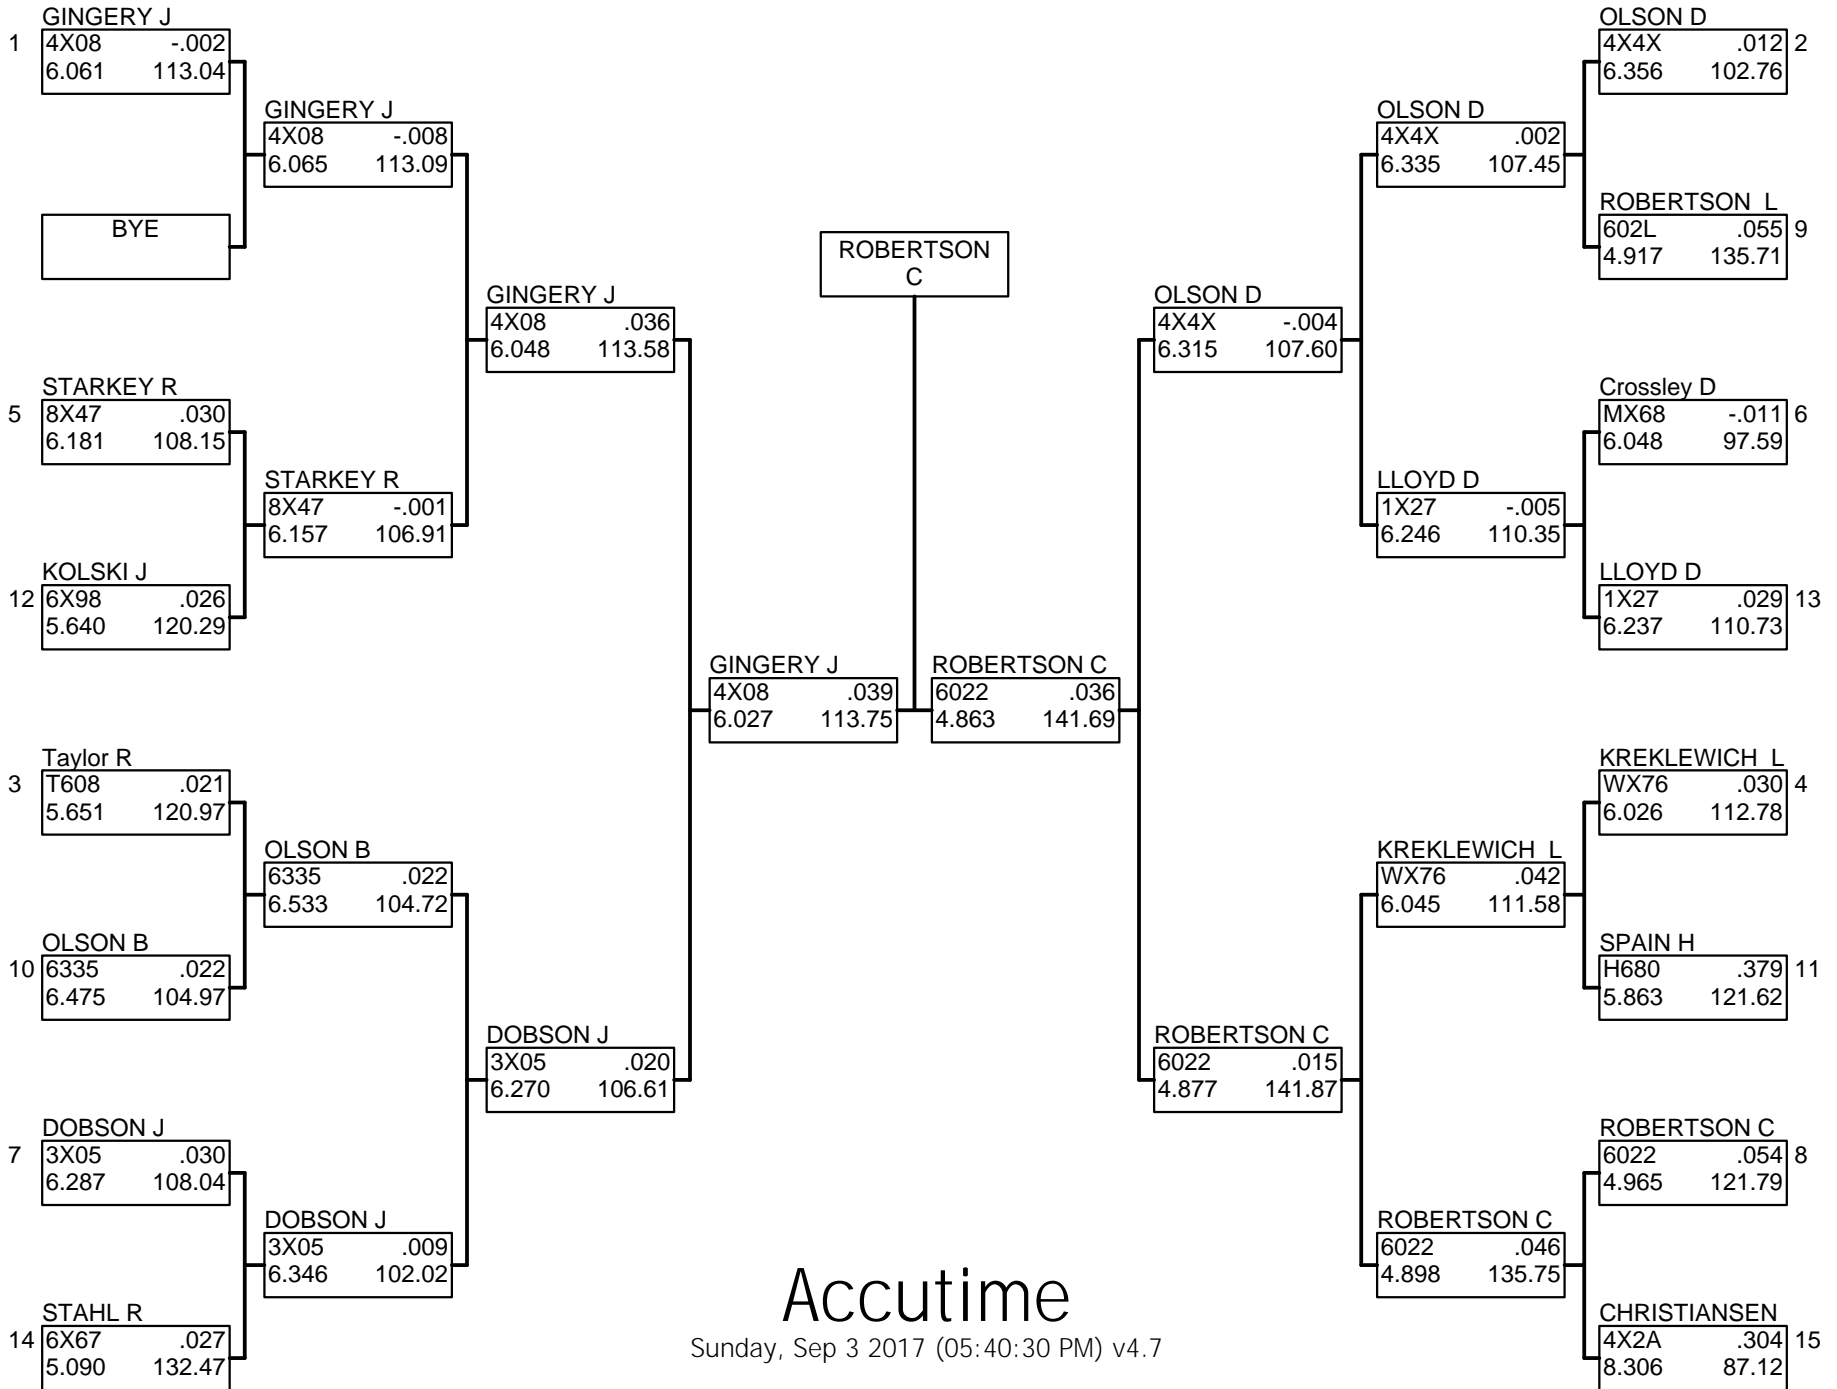 GINGERY J
1 4X08 -.002
6.061 113.04
BYE
STARKEY R
5 8X47 .030
6.181 108.15
KOLSKI J
12 6X98 .026
5.640 120.29
Taylor R
3 T608 .021
5.651 120.97
OLSON B
10 6335 .022
6.475 104.97
DOBSON J
7 3X05 .030
6.287 108.04
STAHL R
14 6X67 .027
5.090 132.47
GINGERY J
4X08 -.008
6.065 113.09
STARKEY R
8X47 -.001
6.157 106.91
OLSON B
6335 .022
6.533 104.72
DOBSON J
3X05 .009
6.346 102.02
GINGERY J
4X08 .036
6.048 113.58
DOBSON J
3X05 .020
6.270 106.61
GINGERY J
4X08 .039
6.027 113.75
ROBERTSON
C
ROBERTSON C
6022 .036
4.863 141.69
OLSON D
4X4X -.004
6.315 107.60
ROBERTSON C
6022 .015
4.877 141.87
OLSON D
4X4X .002
6.335 107.45
LLOYD D
1X27 -.005
6.246 110.35
KREKLEWICH L
WX76 .042
6.045 111.58
ROBERTSON C
6022 .046
4.898 135.75
OLSON D
4X4X .012 2
6.356 102.76
ROBERTSON L
602L .055 9
4.917 135.71
Crossley D
MX68 -.011 6
6.048 97.59
LLOYD D
1X27 .029 13
6.237 110.73
KREKLEWICH L
WX76 .030 4
6.026 112.78
SPAIN H
H680 .379 11
5.863 121.62
ROBERTSON C
6022 .054 8
4.965 121.79
CHRISTIANSEN
4X2A .304 15
8.306 87.12
Accutime
Sunday, Sep 3 2017 (05:40:30 PM) v4.7